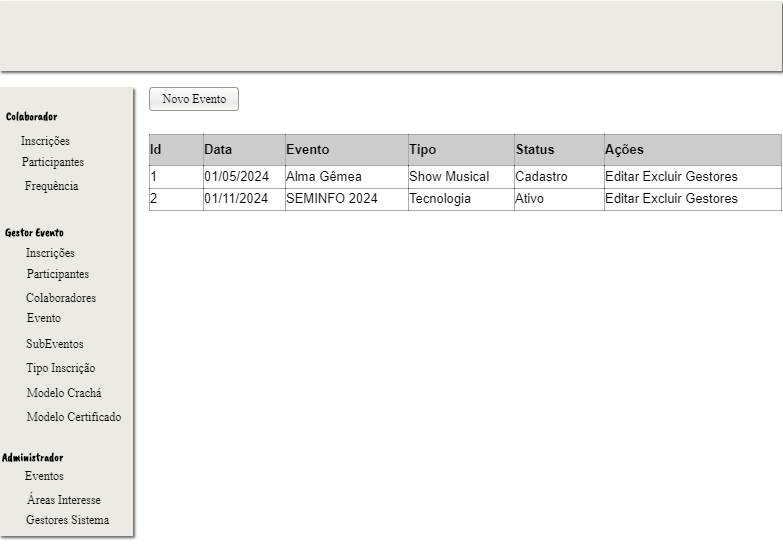 Colaborador
Inscrições
Participantes
Frequência
Gestor Evento
Inscrições
Participantes
Colaboradores
Evento
SubEventos
Tipo Inscrição
Modelo Crachá
Modelo Certificado
Administrador
Eventos
Áreas Interesse
Gestores Sistema
Novo Evento
Id Data Evento Tipo Status Ações
1 01/05/2024 Alma Gêmea Show Musical Cadastro Editar Excluir Gestores
2 01/11/2024 SEMINFO 2024 Tecnologia Ativo Editar Excluir Gestores